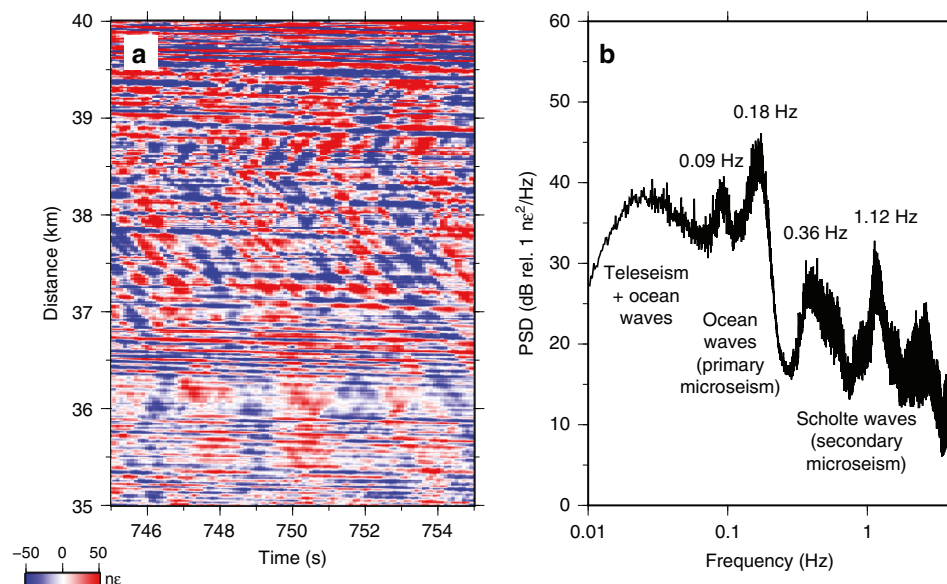 a
40
39
38
37
36
35
Distance (km)
746
748
750
752
754
Time (s)
−50
0
50
nε
b
60
50
40
30
20
10
0
PSD (dB rel. 1 nε²/Hz)
0.18 Hz
0.09 Hz
0.36 Hz
1.12 Hz
Teleseism
+ ocean
waves
Ocean
waves
(primary
microseism)
Scholte waves
(secondary
microseism)
0.01
0.1
1
Frequency (Hz)